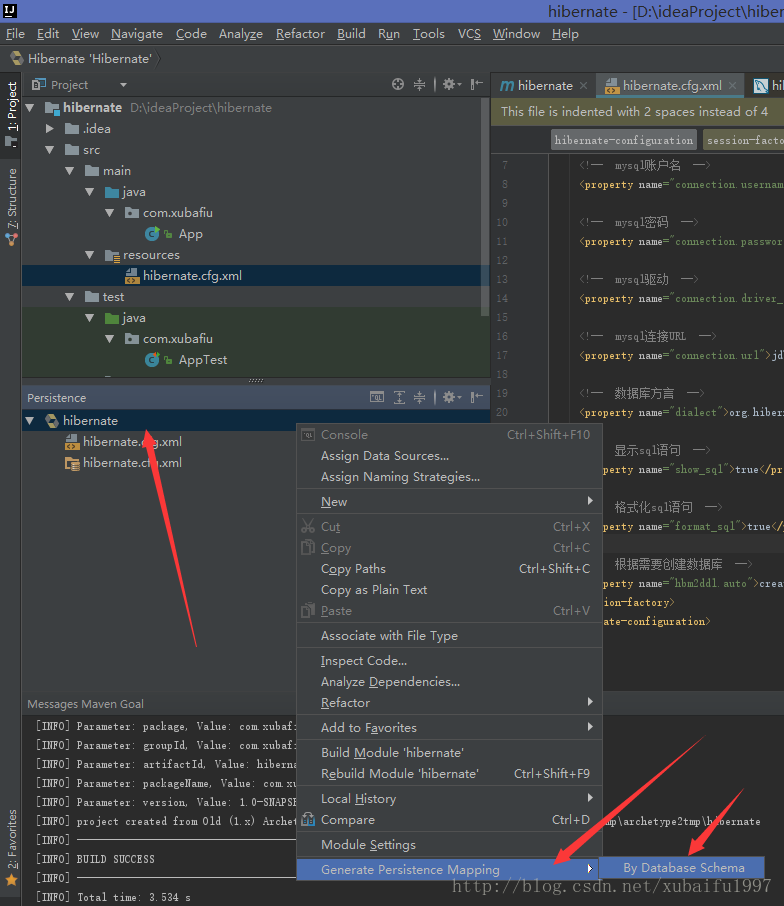 hibernate - [D:\ideaProject\hibernate
File Edit View Navigate Code Analyze Refactor Build Run Tools VCS Window Help
Hibernate 'Hibernate'
1: Project
7: Structure
2: Favorites
Project
hibernate D:\ideaProject\hibernate
.idea
src
main
java
com.xubafiu
App
resources
hibernate.cfg.xml
test
java
com.xubafiu
AppTest
m hibernate
hibernate.cfg.xml
hi
This file is indented with 2 spaces instead of 4
hibernate-configuration session-facto
7 <!-- mysql账户名 -->
8 <property name="connection.usernam
9
10 <!-- mysql密码 -->
11 <property name="connection.passwor
12
13 <!-- mysql驱动 -->
14 <property name="connection.driver_
15
16 <!-- mysql连接URL -->
17 <property name="connection.url">jd
18
19 <!-- 数据库方言 -->
20 <property name="dialect">org.hiber
显示sql语句 -->
operty name="show_sql">true</pr
格式化sql语句 -->
operty name="format_sql">true</
根据需要创建数据库 -->
operty name="hbm2ddl.auto">crea
ion-factory>
ate-configuration>
Persistence
hibernate
hibernate.cfg.xml
hibernate.cfg.xml
Console Ctrl+Shift+F10
Assign Data Sources...
Assign Naming Strategies...
New
Cut Ctrl+X
Copy Ctrl+C
Copy Paths Ctrl+Shift+C
Copy as Plain Text
Paste Ctrl+V
Associate with File Type
Inspect Code...
Analyze Dependencies...
Refactor
Add to Favorites
Build Module 'hibernate'
Rebuild Module 'hibernate' Ctrl+Shift+F9
Local History
Compare Ctrl+D
Module Settings
Generate Persistence Mapping
By Database Schema
Messages Maven Goal
[INFO] Parameter: package, Value: com.xubafi
[INFO] Parameter: groupId, Value: com.xubafi
[INFO] Parameter: artifactId, Value: hiberna
[INFO] Parameter: packageName, Value: com.xu
[INFO] Parameter: version, Value: 1.0-SNAPSH
[INFO] project created from Old (1.x) Archet
mp\archetype2tmp\hibernate
[INFO] ------------------------
[INFO] BUILD SUCCESS
[INFO] ------------------------
[INFO] Total time: 3.534 s
http://blog.csdn.net/xubaifu1997